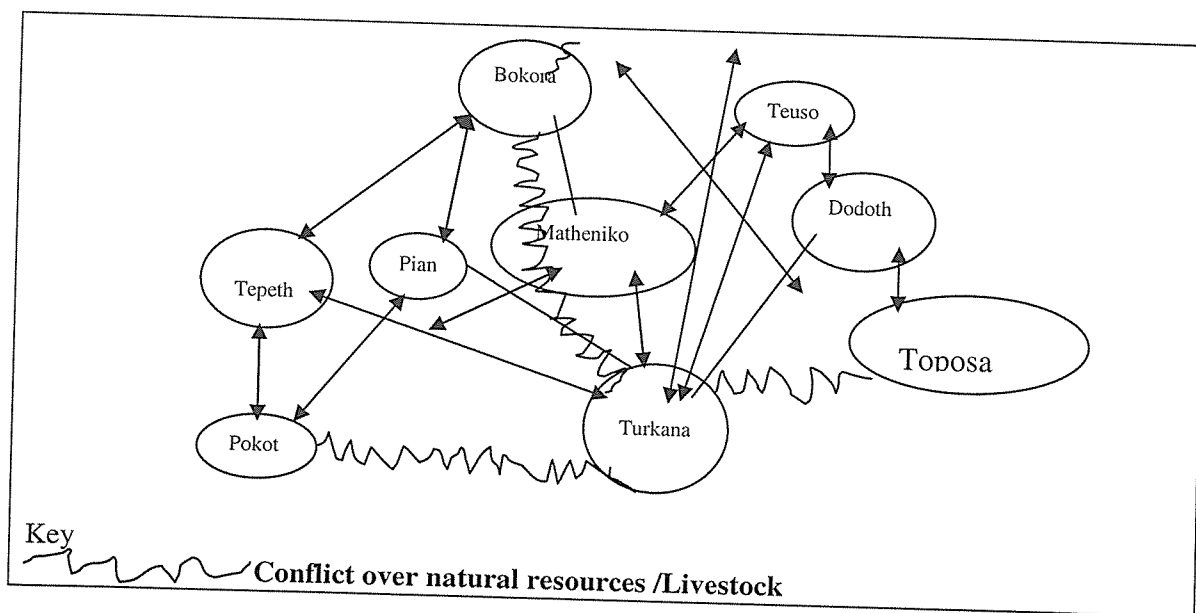 Bokora
Teuso
Dodoth
Matheniko
Pian
Tepeth
Toposa
Turkana
Pokot
Key
Conflict over natural resources /Livestock